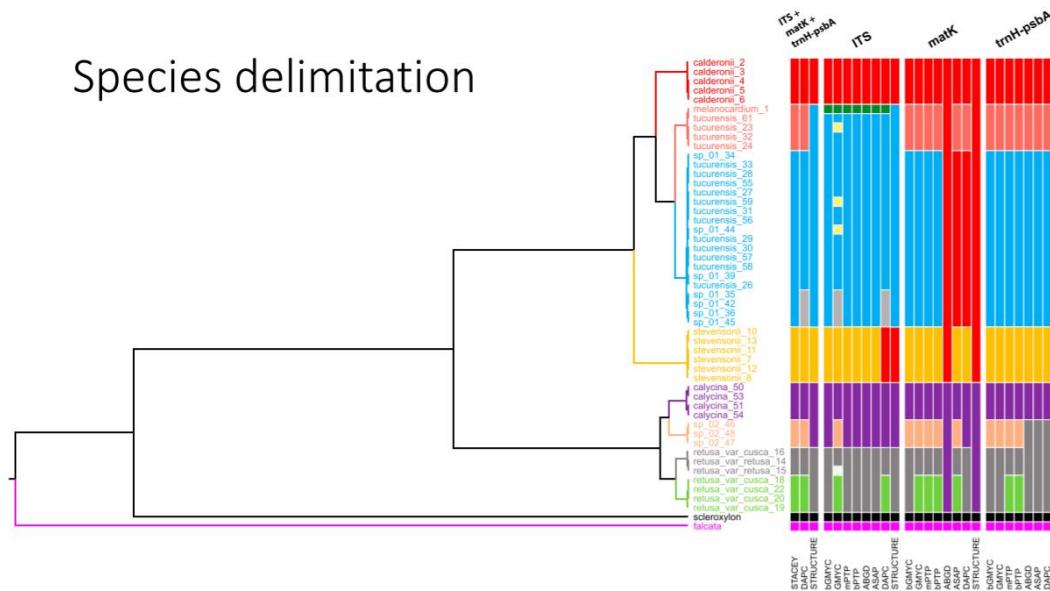 Species delimitation
ITS +
matK +
trnH-psbA
ITS
matK
trnH-psbA
calderonii_2
calderonii_3
calderonii_4
calderonii_5
calderonii_6
melanocardium_1
tucurensis_61
tucurensis_23
tucurensis_32
tucurensis_24
sp_01_34
tucurensis_33
tucurensis_28
tucurensis_55
tucurensis_27
tucurensis_59
tucurensis_31
tucurensis_56
sp_01_44
tucurensis_29
tucurensis_30
tucurensis_57
tucurensis_58
sp_01_39
tucurensis_26
sp_01_35
sp_01_42
sp_01_36
sp_01_45
stevensonii_10
stevensonii_13
stevensonii_11
stevensonii_7
stevensonii_12
stevensonii_8
calycina_50
calycina_53
calycina_51
calycina_54
sp_02_46
sp_02_48
sp_02_47
retusa_var_cusca_16
retusa_var_retusa_14
retusa_var_retusa_15
retusa_var_cusca_18
retusa_var_cusca_22
retusa_var_cusca_20
retusa_var_cusca_19
scleroxylon
falcata
STACEY
DAPC
STRUCTURE
bGMYC
GMYC
mPTP
bPTP
ABGD
ASAP
DAPC
STRUCTURE
bGMYC
GMYC
mPTP
bPTP
ABGD
ASAP
DAPC
STRUCTURE
bGMYC
GMYC
mPTP
bPTP
ABGD
ASAP
DAPC